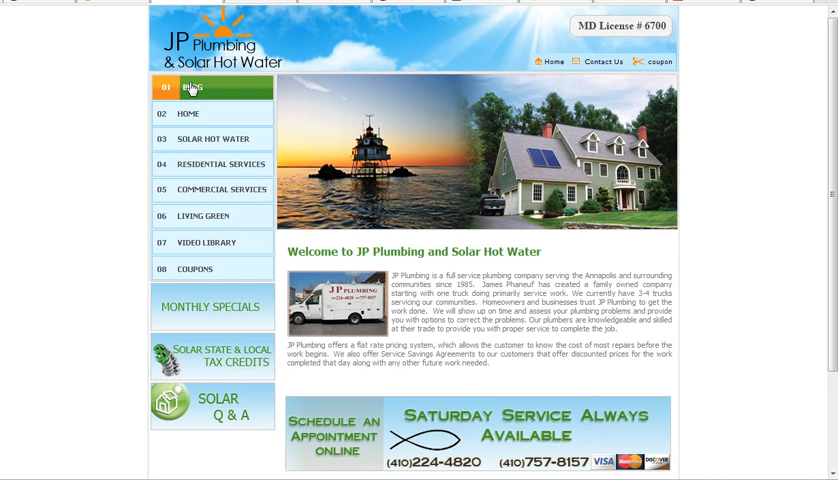 JP Plumbing
& Solar Hot Water
MD License # 6700
Home
Contact Us
coupon
01 BLOG
02 HOME
03 SOLAR HOT WATER
04 RESIDENTIAL SERVICES
05 COMMERCIAL SERVICES
06 LIVING GREEN
07 VIDEO LIBRARY
08 COUPONS
MONTHLY SPECIALS
SOLAR STATE & LOCAL
TAX CREDITS
SOLAR
Q & A
Welcome to JP Plumbing and Solar Hot Water
JP PLUMBING
JP Plumbing is a full service plumbing company serving the Annapolis and surrounding
communities since 1985. James Phaneuf has created a family owned company
starting with one truck doing primarily service work. We currently have 3-4 trucks
servicing our communities. Homeowners and businesses trust JP Plumbing to get the
work done. We will show up on time and assess your plumbing problems and provide
you with options to correct the problems. Our plumbers are knowledgeable and skilled
at their trade to provide you with proper service to complete the job.
JP Plumbing offers a flat rate pricing system, which allows the customer to know the cost of most repairs before the
work begins. We also offer Service Savings Agreements to our customers that offer discounted prices for the work
completed that day along with any other future work needed.
SCHEDULE AN
APPOINTMENT
ONLINE
SATURDAY SERVICE ALWAYS
AVAILABLE
(410)224-4820 (410)757-8157 VISA MasterCard DISCOVER